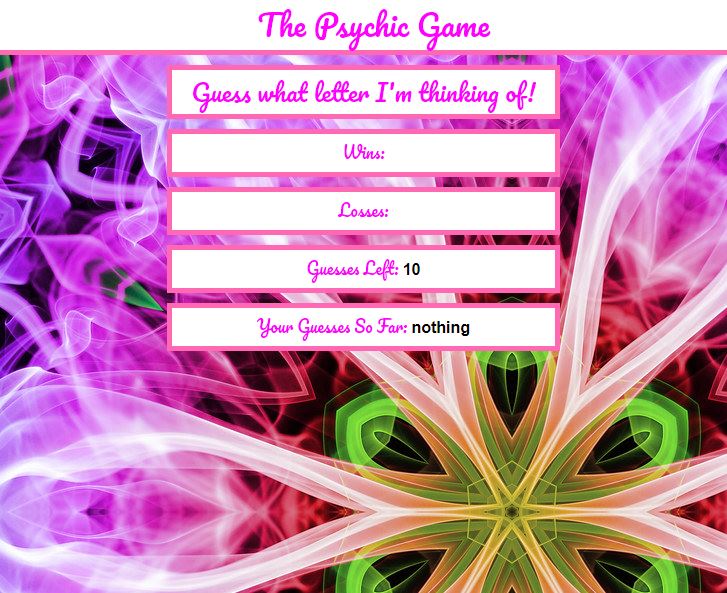 The Psychic Game
Guess what letter I'm thinking of!
Wins:
Losses:
Guesses Left: 10
Your Guesses So Far: nothing